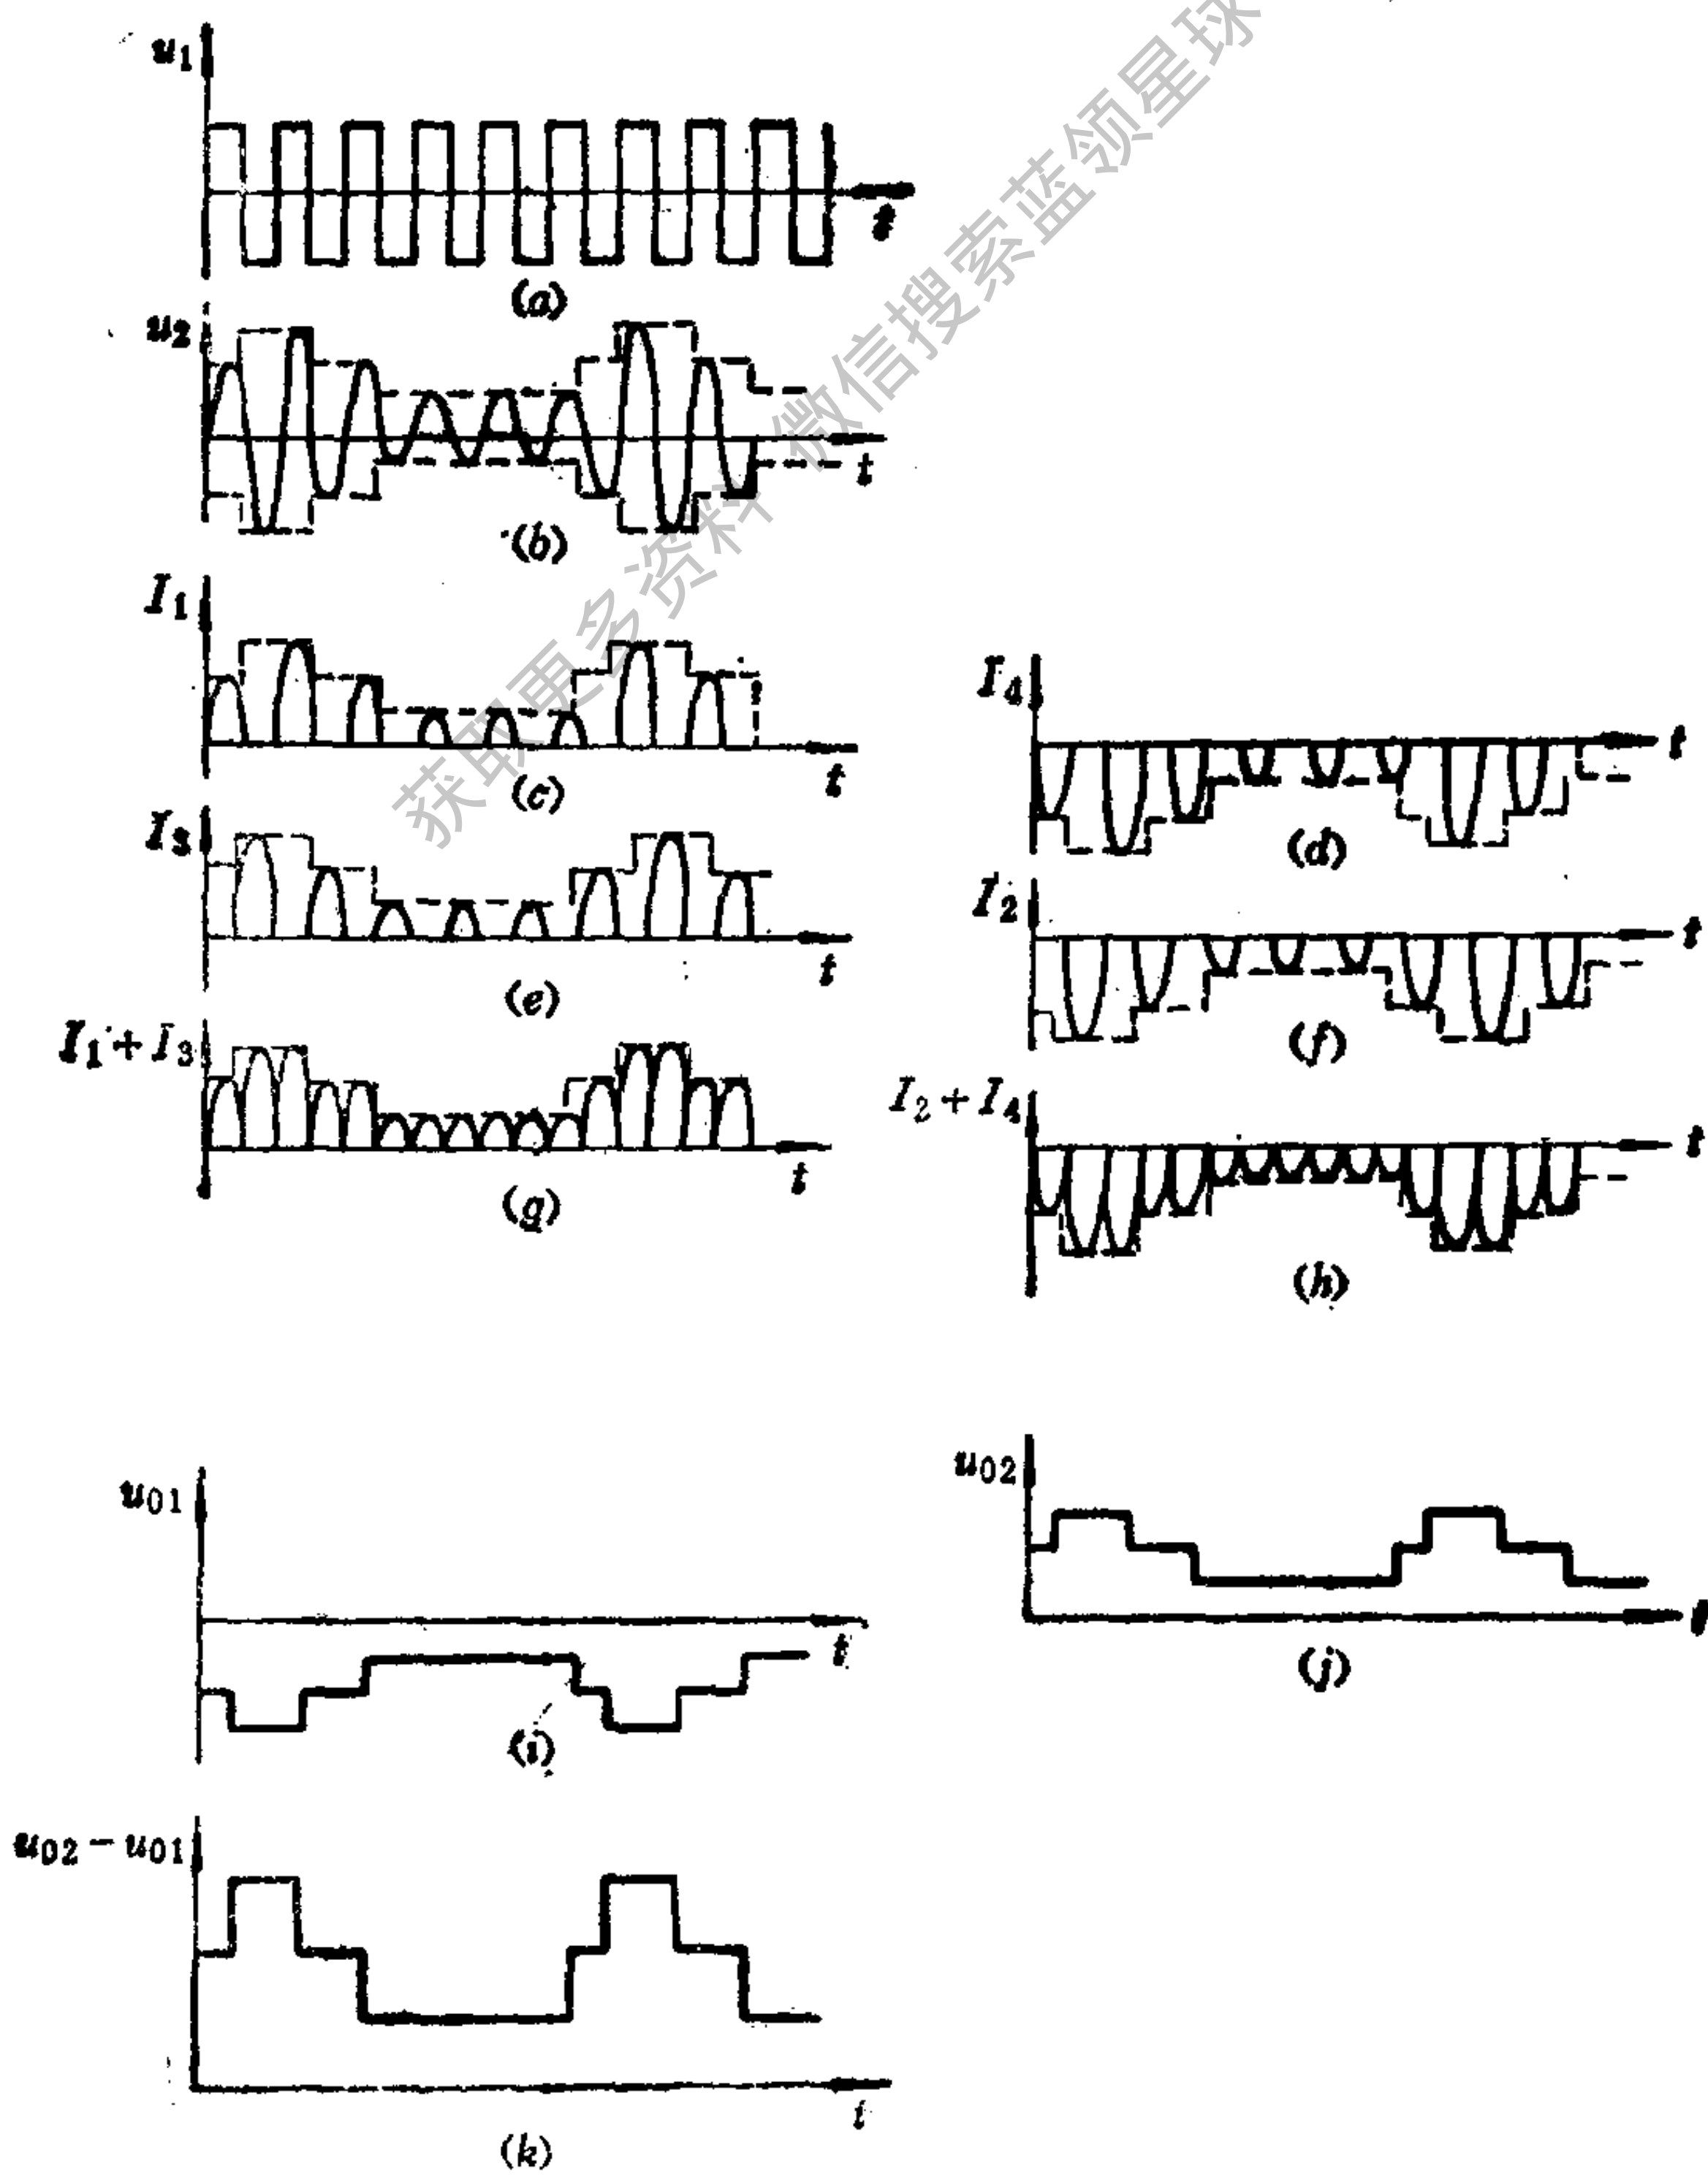 u₁
t
(a)
u₂
t
(b)
I₁
t
(c)
I₄
t
(d)
I₃
t
(e)
I₂
t
(f)
I₁+I₃
t
(g)
I₂+I₄
t
(h)
u₀₁
t
(i)
u₀₂
t
(j)
u₀₂-u₀₁
t
(k)
获取更多资料 微信搜索蓝领星球